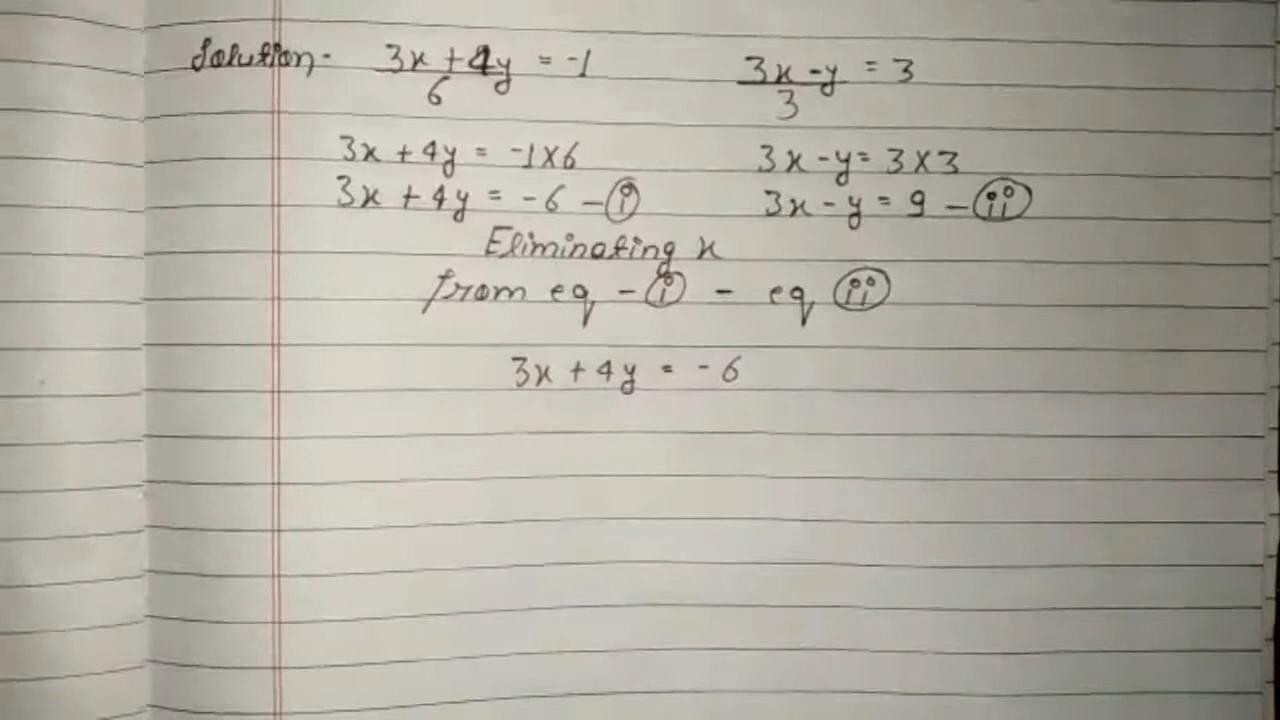 Solution- 3x+4y/6 = -1 3x-y/3 = 3
3x + 4y = -1X6 3x-y= 3X3
3x + 4y = -6 -(i) 3x-y = 9 -(ii)
Eliminating x
from eq -(i) - eq (ii)
3x + 4y = -6